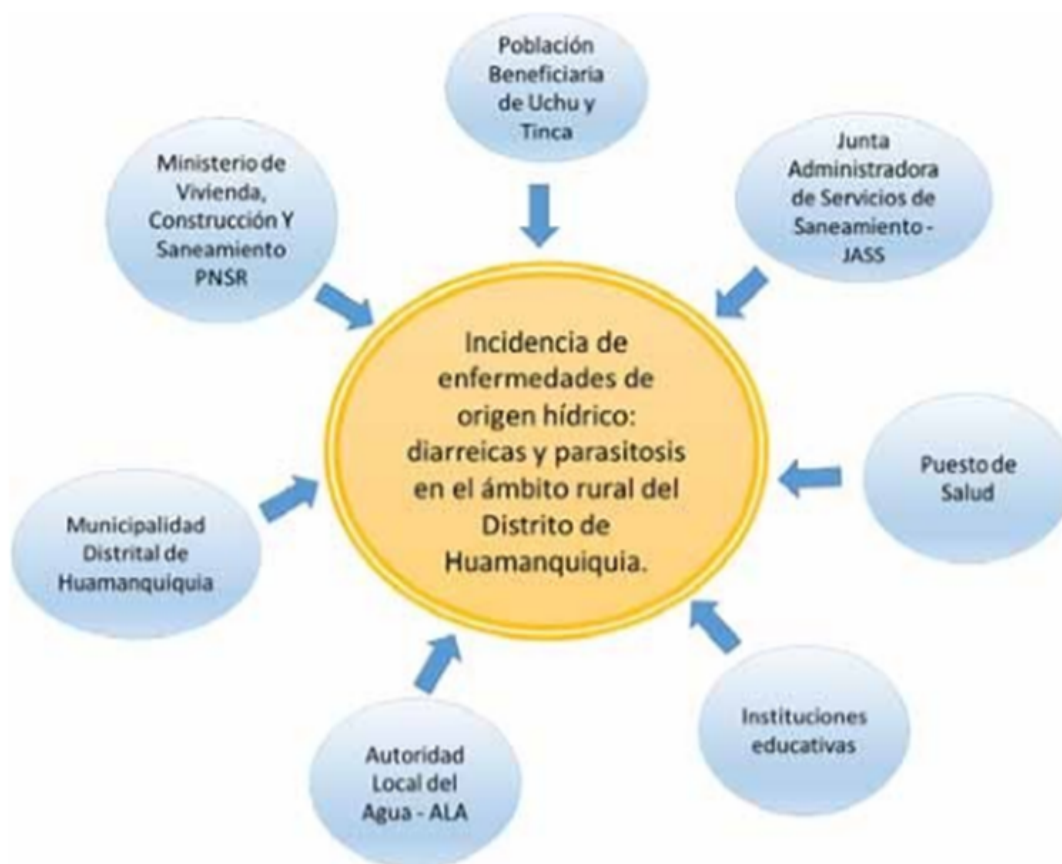 Población
Beneficiaria
de Uchu y
Tinca
Junta
Administradora
de Servicios de
Saneamiento -
JASS
Puesto de
Salud
Instituciones
educativas
Autoridad
Local del
Agua - ALA
Municipalidad
Distrital de
Huamanquiquia
Ministerio de
Vivienda,
Construcción Y
Saneamiento
PNSR
Incidencia de
enfermedades de
origen hídrico:
diarreicas y parasitosis
en el ámbito rural del
Distrito de
Huamanquiquia.